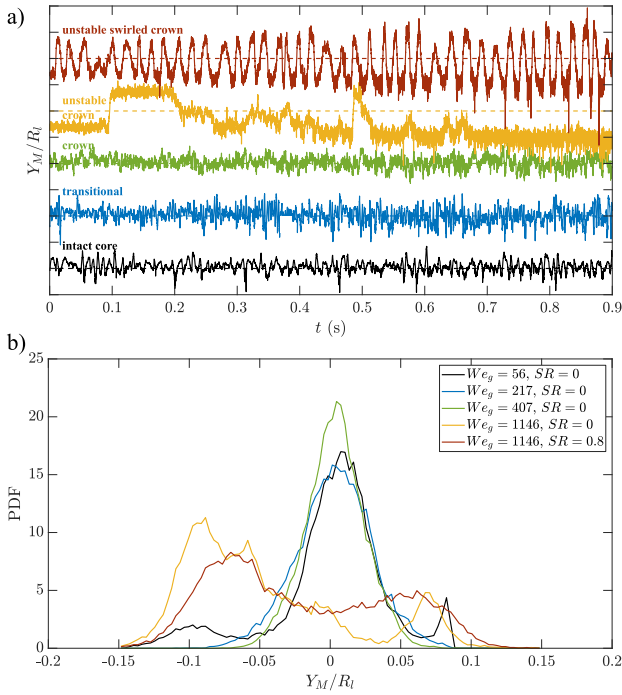 a)
unstable swirled crown
unstable
crown
crown
transitional
intact core
Y_M/R_l
0 0.1 0.2 0.3 0.4 0.5 0.6 0.7 0.8 0.9
t (s)
b)
25
20
15
10
5
0
PDF
We_g = 56, SR = 0
We_g = 217, SR = 0
We_g = 407, SR = 0
We_g = 1146, SR = 0
We_g = 1146, SR = 0.8
-0.2 -0.15 -0.1 -0.05 0 0.05 0.1 0.15 0.2
Y_M/R_l